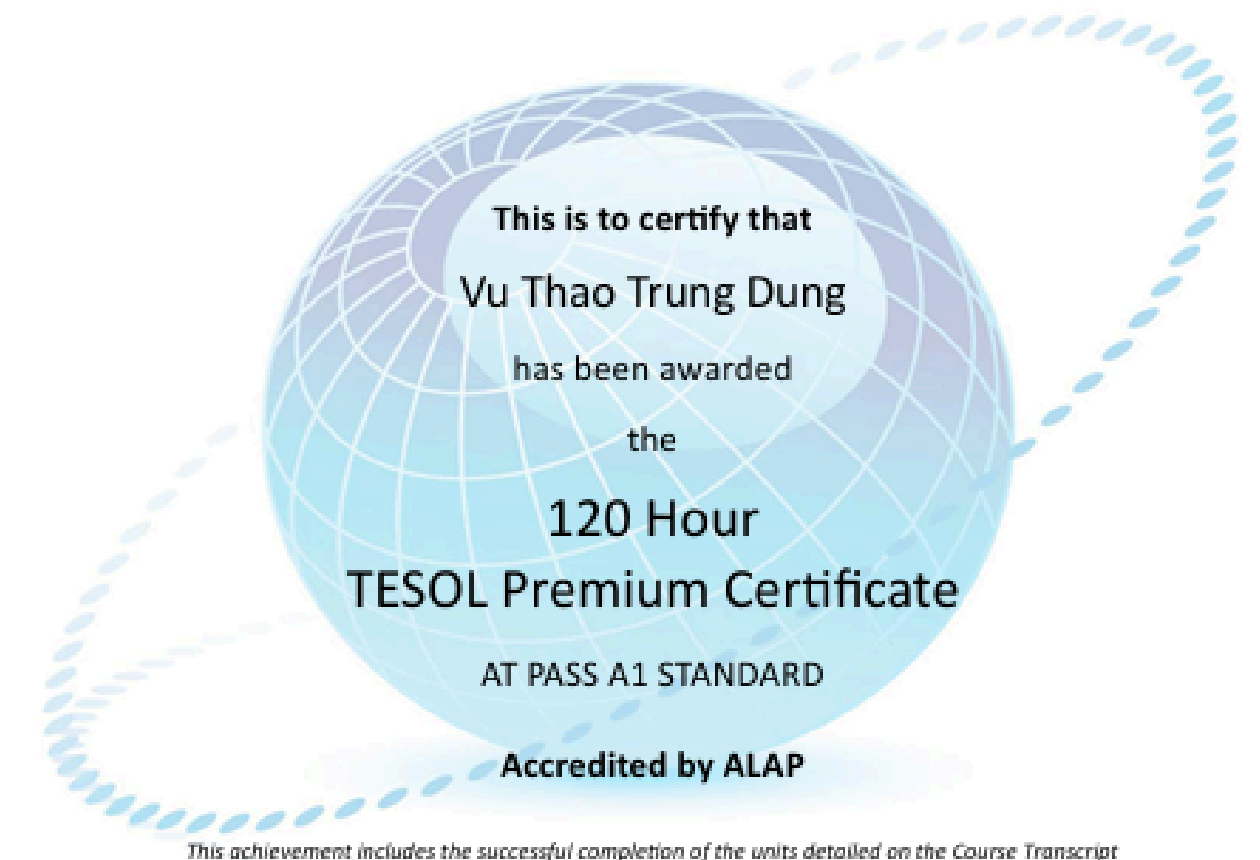 This is to certify that
Vu Thao Trung Dung
has been awarded
the
120 Hour
TESOL Premium Certificate
AT PASS A1 STANDARD
Accredited by ALAP
This achievement includes the successful completion of the units detailed on the Course Transcript